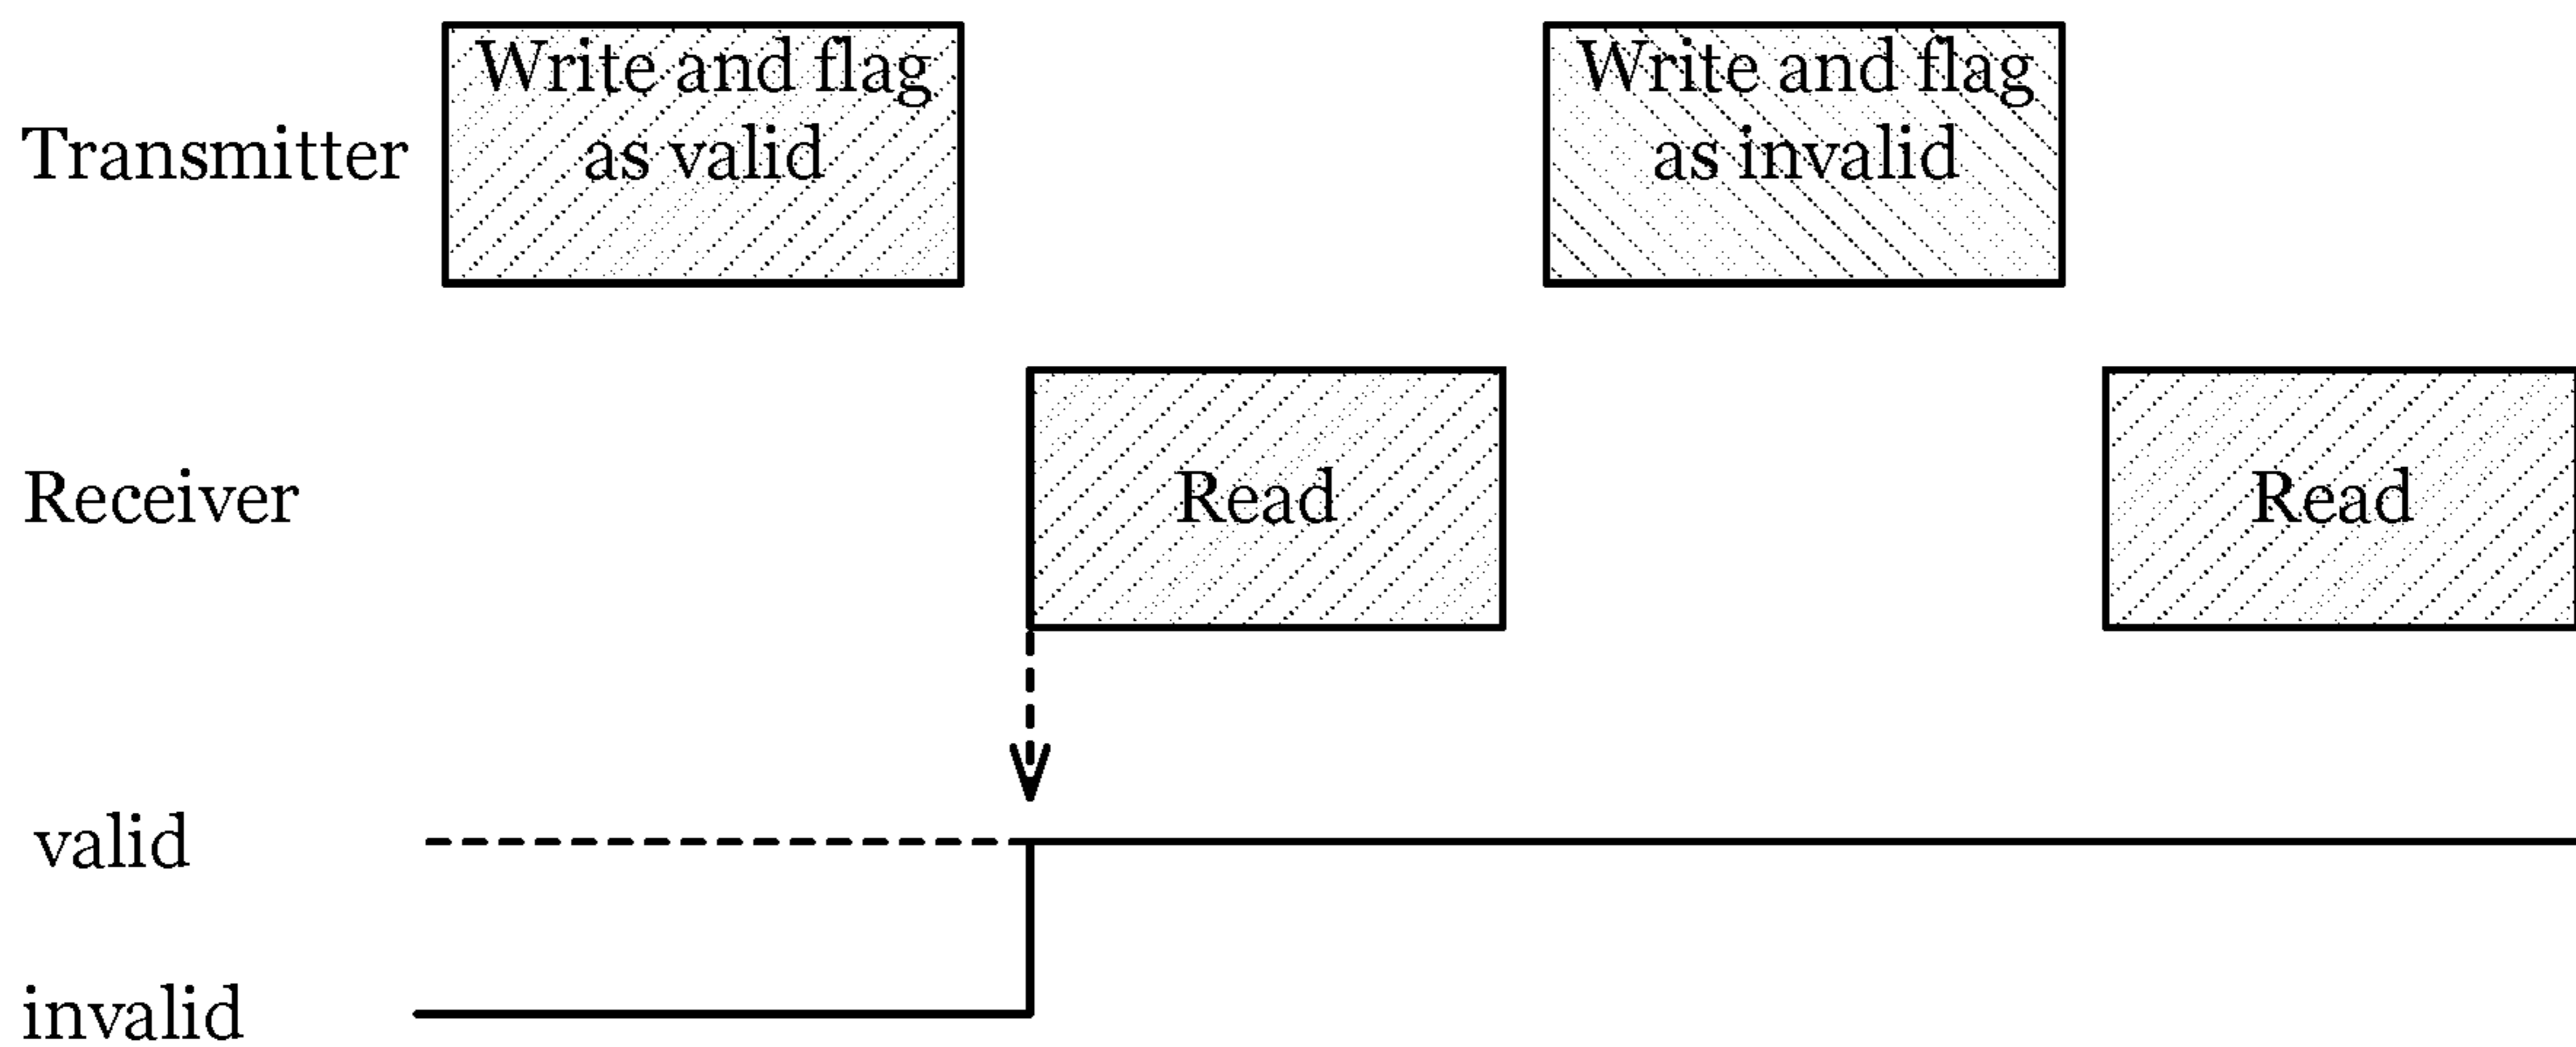 Write and flag
as valid
Write and flag
as invalid
Transmitter
Receiver
Read
Read
valid
invalid